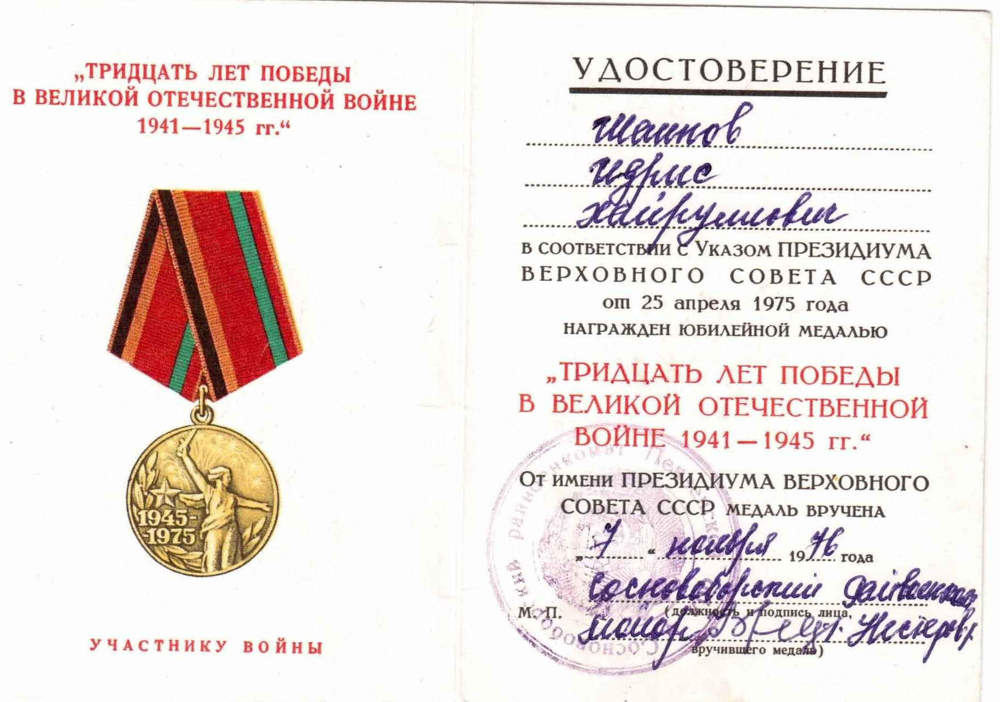 „ТРИДЦАТЬ ЛЕТ ПОБЕДЫ
В ВЕЛИКОЙ ОТЕЧЕСТВЕННОЙ ВОЙНЕ
1941—1945 гг.“
1945-
-1975
УЧАСТНИКУ ВОЙНЫ
УДОСТОВЕРЕНИЕ
Шаипов
Идрис
Хайруллович
В СООТВЕТСТВИИ С УКАЗОМ ПРЕЗИДИУМА
ВЕРХОВНОГО СОВЕТА СССР
от 25 апреля 1975 года
НАГРАЖДЕН ЮБИЛЕЙНОЙ МЕДАЛЬЮ
„ТРИДЦАТЬ ЛЕТ ПОБЕДЫ
В ВЕЛИКОЙ ОТЕЧЕСТВЕННОЙ
ВОЙНЕ 1941—1945 гг.“
ОТ ИМЕНИ ПРЕЗИДИУМА ВЕРХОВНОГО
СОВЕТА СССР МЕДАЛЬ ВРУЧЕНА
„7“ ноября 1976 года
Сосновоборский райвоенком
М. П.
(должность и подпись лица,
майор Нестеров
вручившего медаль)
Сосновоборский райвоенкомат